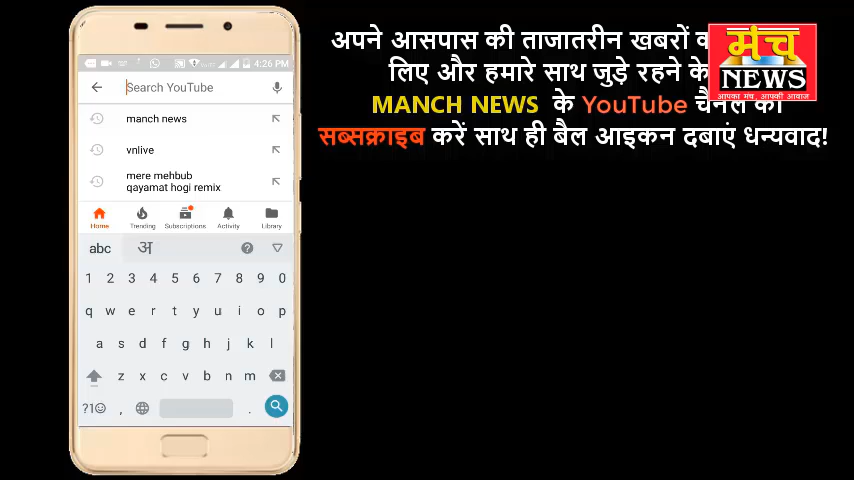 अपने आसपास की ताजातरीन खबरों
लिए और हमारे साथ जुड़े रहने के
MANCH NEWS के YouTube चैनल को
सब्सक्राइब करें साथ ही बैल आइकन दबाएं धन्यवाद!
मंच
NEWS
आपका मंच, आपकी आवाज
4:26 PM
Search YouTube
manch news
vnlive
mere mehbub
qayamat hogi remix
Home Trending Subscriptions Activity Library
abc अ
1 2 3 4 5 6 7 8 9 0
q w e r t y u i o p
a s d f g h j k l
z x c v b n m
?1☺ , .